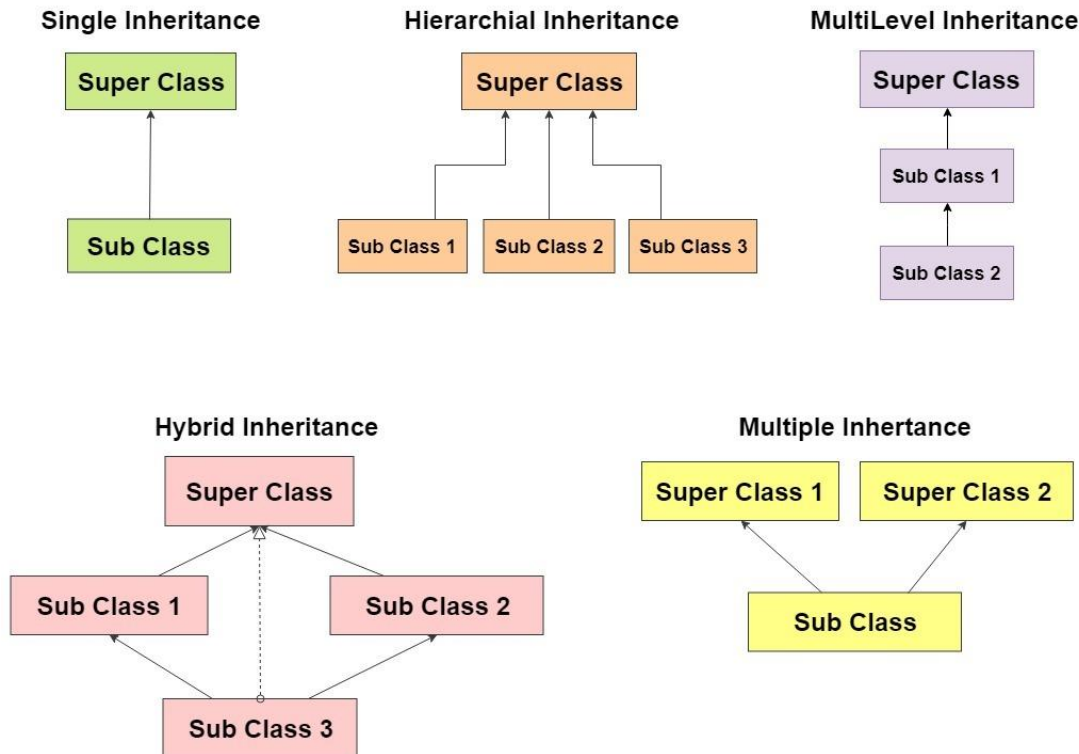 Single Inheritance
Hierarchial Inheritance
MultiLevel Inheritance
Super Class
Super Class
Super Class
Sub Class 1
Sub Class
Sub Class 1
Sub Class 2
Sub Class 3
Sub Class 2
Hybrid Inheritance
Multiple Inhertance
Super Class
Super Class 1
Super Class 2
Sub Class 1
Sub Class 2
Sub Class
Sub Class 3